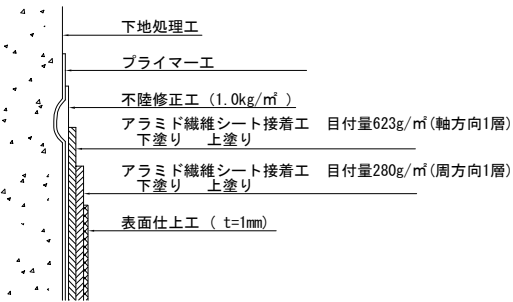 下地処理工
プライマー工
不陸修正工 (1.0kg/㎡ )
アラミド繊維シート接着工　目付量623g/㎡(軸方向1層)
下塗り　上塗り
アラミド繊維シート接着工　目付量280g/㎡(周方向1層)
下塗り　上塗り
表面仕上工 ( t=1mm)